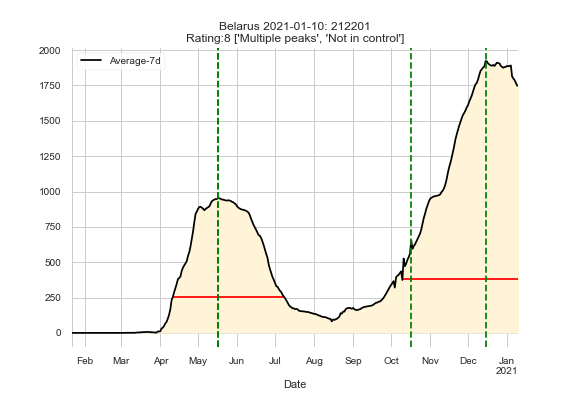 Belarus 2021-01-10: 212201
Rating:8 ['Multiple peaks', 'Not in control']
Average-7d
2000
1750
1500
1250
1000
750
500
250
0
Feb Mar Apr May Jun Jul Aug Sep Oct Nov Dec Jan
2021
Date